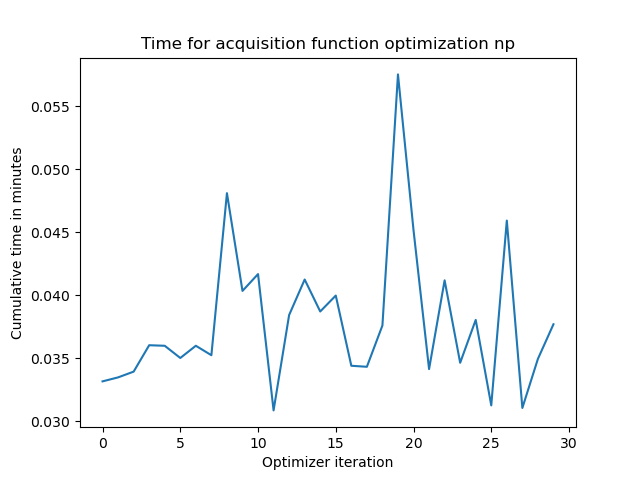 Time for acquisition function optimization np
Cumulative time in minutes
0.055
0.050
0.045
0.040
0.035
0.030
0 5 10 15 20 25 30
Optimizer iteration